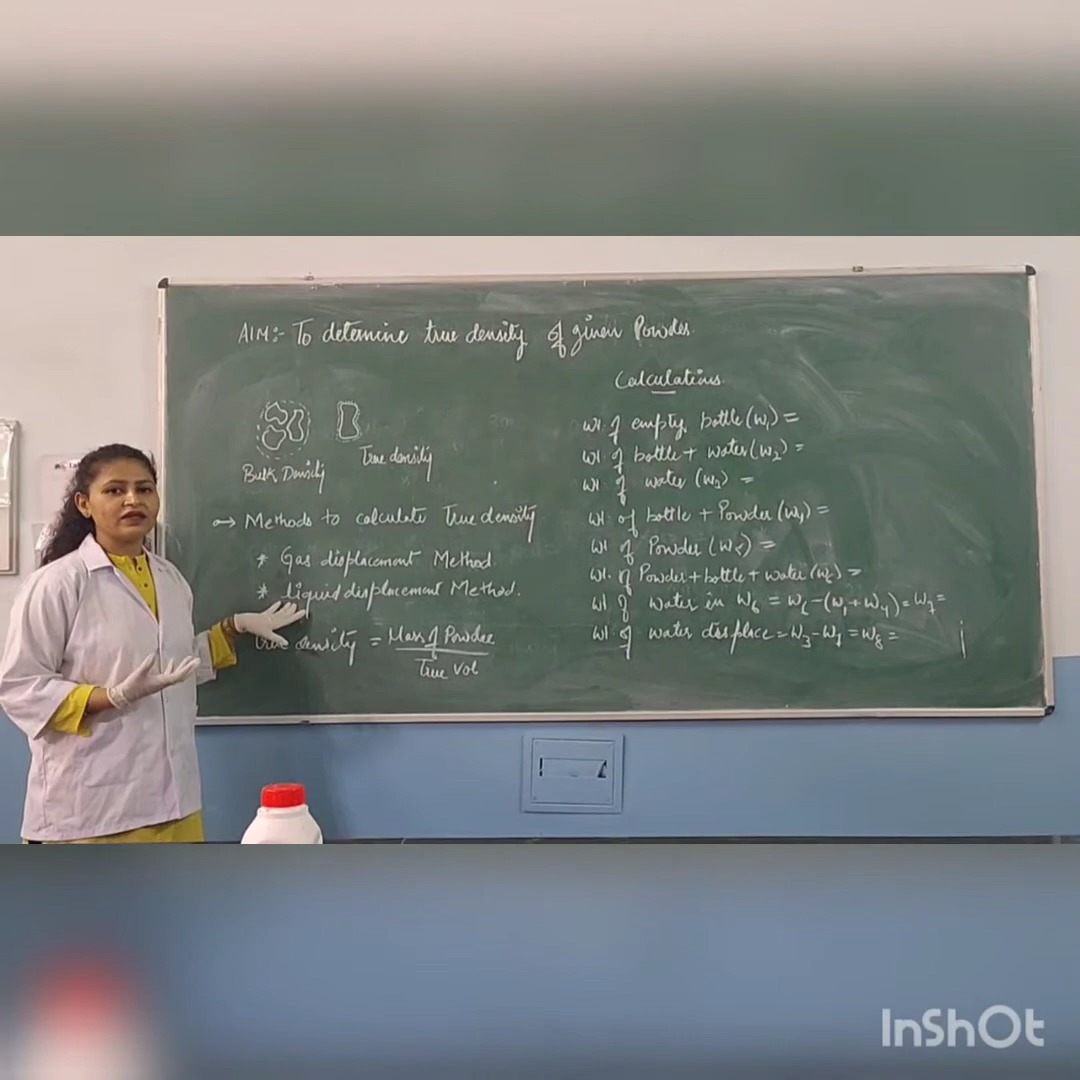 AIM:- To determine true density of given Powder
Bulk Density
True density
Methods to calculate True density
* Gas displacement Method.
* liquid displacement Method.
True density = Mass of Powder
True vol
Calculations.
wt. of empty bottle (W1) =
wt. of bottle + water (W2) =
wt. of water (W3) =
wt. of bottle + Powder (W4) =
wt of Powder (W5) =
wt. of Powder + bottle + water (W6) =
wt of water in W6 = W6 - (W1 + W4) = W7 =
wt. of water displace = W3 - W7 = W8 =
InShOt